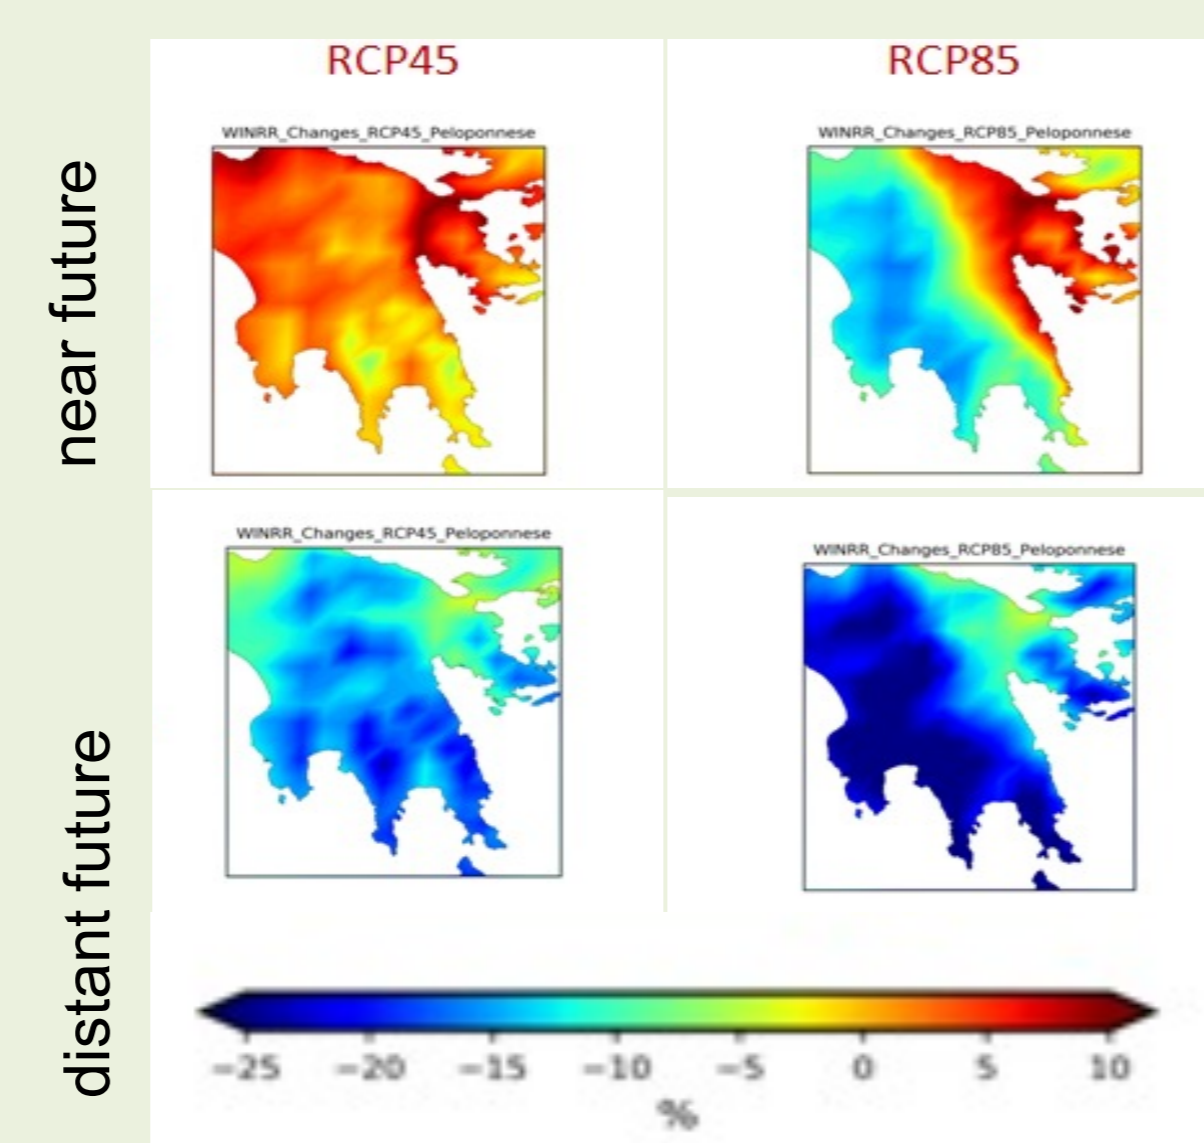 RCP45
RCP85
near future
WINRR_Changes_RCP45_Peloponnese
WINRR_Changes_RCP85_Peloponnese
distant future
WINRR_Changes_RCP45_Peloponnese
WINRR_Changes_RCP85_Peloponnese
−25 −20 −15 −10 −5 0 5 10
%